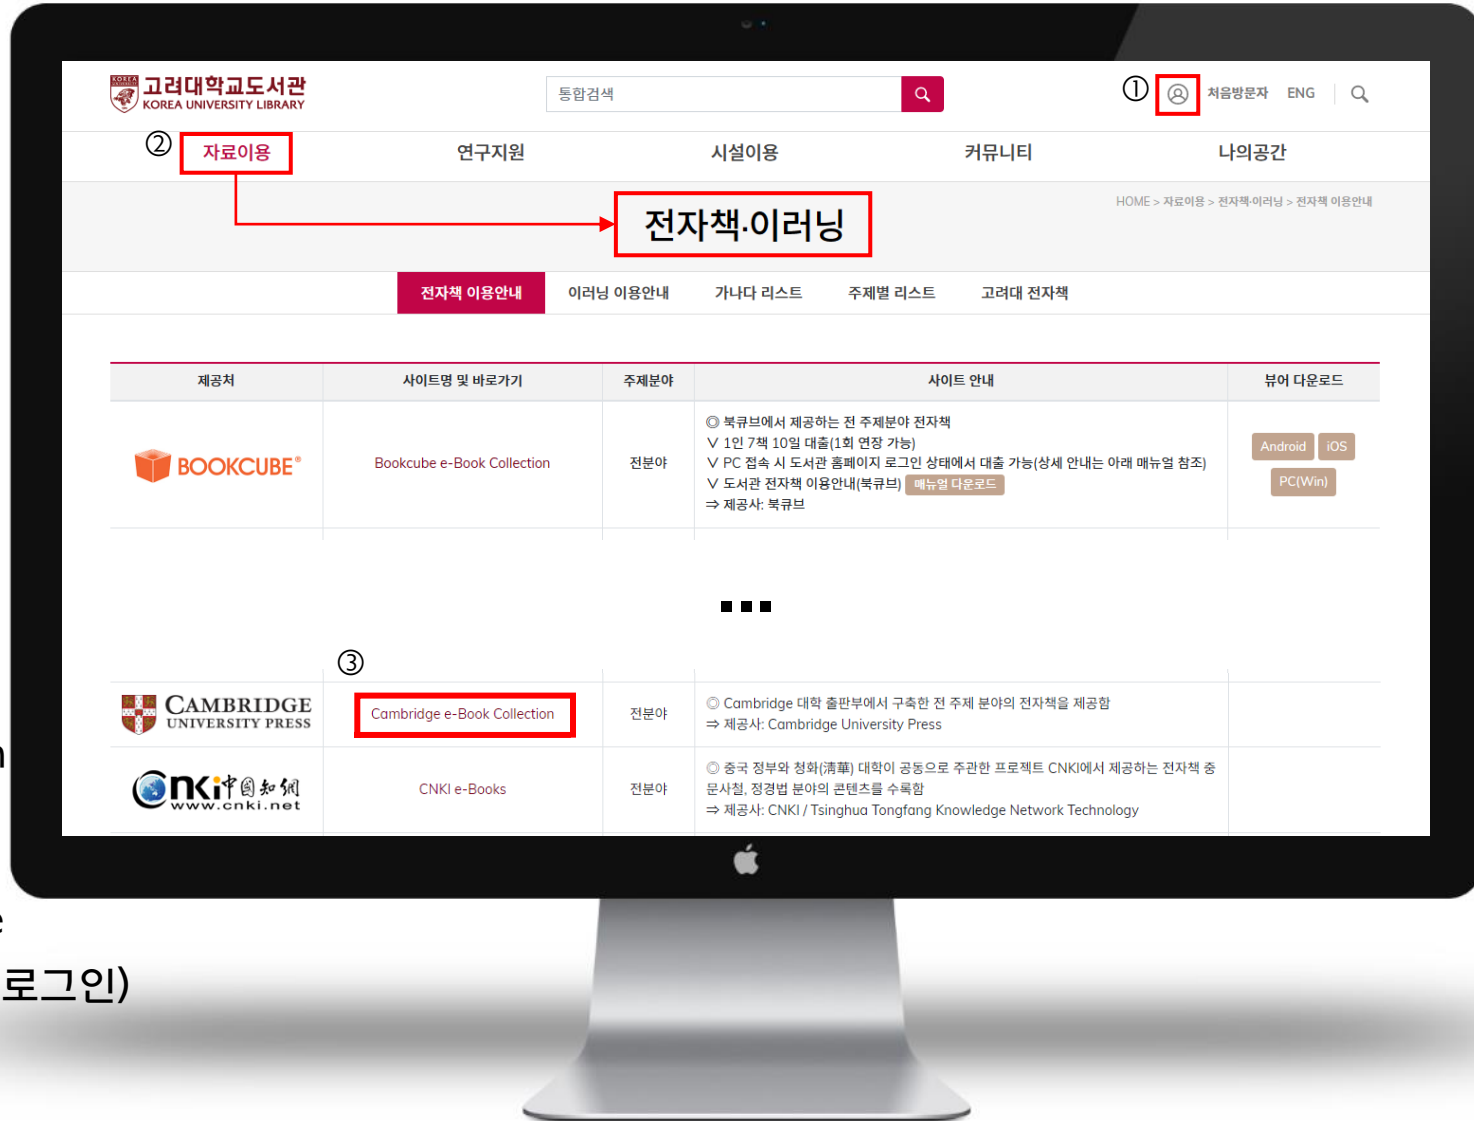 고려대학교도서관
KOREA UNIVERSITY LIBRARY
통합검색
① 처음방문자 ENG
② 자료이용 연구지원 시설이용 커뮤니티 나의공간
전자책·이러닝
HOME > 자료이용 > 전자책·이러닝 > 전자책 이용안내
전자책 이용안내 이러닝 이용안내 가나다 리스트 주제별 리스트 고려대 전자책
제공처 사이트명 및 바로가기 주제분야 사이트 안내 뷰어 다운로드
BOOKCUBE®
Bookcube e-Book Collection
전분야
◎ 북큐브에서 제공하는 전 주제분야 전자책
∨ 1인 7책 10일 대출(1회 연장 가능)
∨ PC 접속 시 도서관 홈페이지 로그인 상태에서 대출 가능(상세 안내는 아래 매뉴얼 참조)
∨ 도서관 전자책 이용안내(북큐브) 매뉴얼 다운로드
⇒ 제공사: 북큐브
Android iOS
PC(Win)
③
CAMBRIDGE
UNIVERSITY PRESS
Cambridge e-Book Collection
전분야
◎ Cambridge 대학 출판부에서 구축한 전 주제 분야의 전자책을 제공함
⇒ 제공사: Cambridge University Press
cnki中国知网
www.cnki.net
CNKI e-Books
전분야
◎ 중국 정부와 청화(清華) 대학이 공동으로 주관한 프로젝트 CNKI에서 제공하는 전자책 중
문사철, 정경법 분야의 콘텐츠를 수록함
⇒ 제공사: CNKI / Tsinghua Tongfang Knowledge Network Technology
로그인)